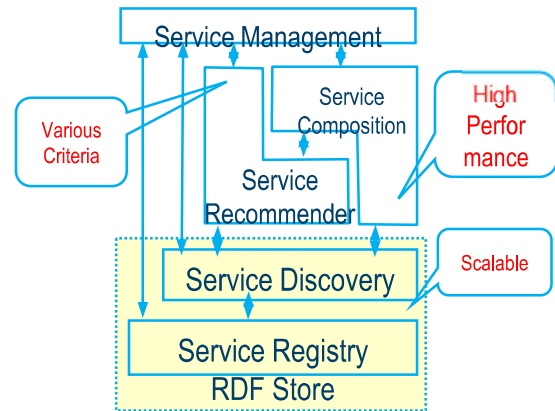 Service Management
Various
Criteria
Service
Composition
High
Perfor
mance
Service
Recommender
Service Discovery
Scalable
Service Registry
RDF Store